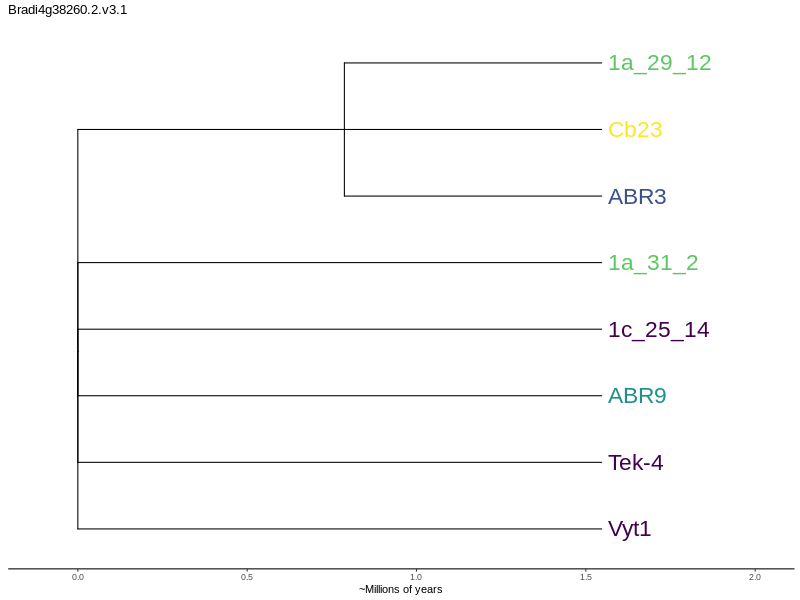 Bradi4g38260.2.v3.1
1a_29_12
Cb23
ABR3
1a_31_2
1c_25_14
ABR9
Tek-4
Vyt1
0.0 0.5 1.0 1.5 2.0
~Millions of years